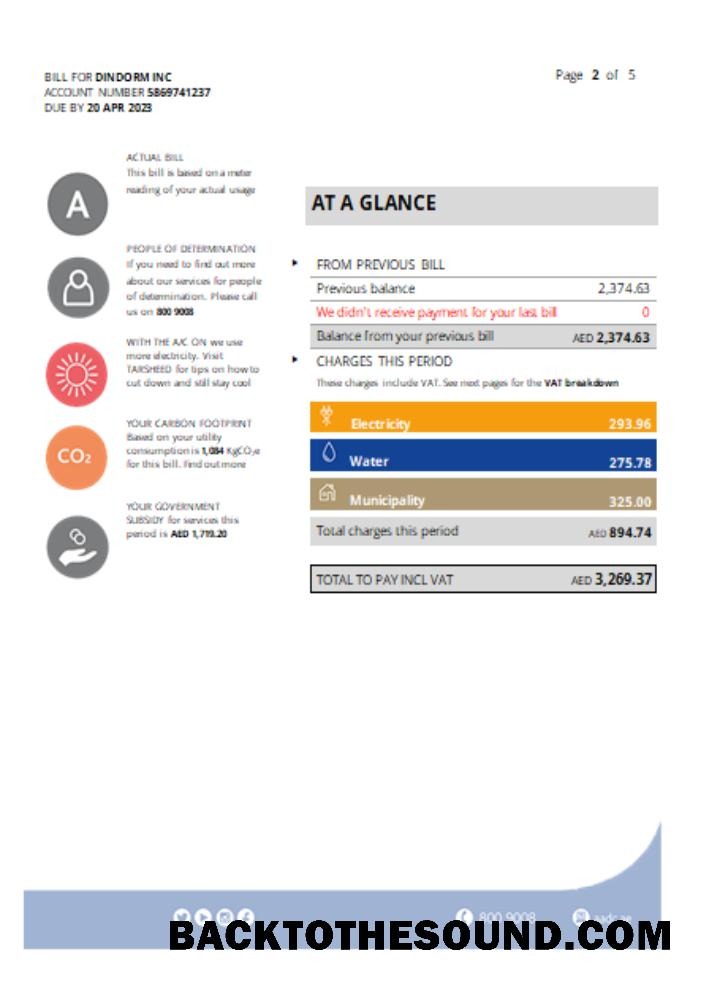 BILL FOR DINDORM INC
ACCOUNT NUMBER 5869741237
DUE BY 20 APR 2023
Page 2 of 5
ACTUAL BILL
This bill is based on a meter
reading of your actual usage
A
PEOPLE OF DETERMINATION
If you need to find out more
about our services for people
of determination. Please call
us on 800 9008
WITH THE A/C ON we use
more electricity. Visit
TARSHEED for tips on how to
cut down and still stay cool
YOUR CARBON FOOTPRINT
Based on your utility
consumption is 1,084 KgCO₂e
for this bill. Find out more
CO₂
YOUR GOVERNMENT
SUBSIDY for services this
period is AED 1,719.20
AT A GLANCE
FROM PREVIOUS BILL
Previous balance 2,374.63
We didn't receive payment for your last bill 0
Balance from your previous bill AED 2,374.63
CHARGES THIS PERIOD
These charges include VAT. See next pages for the VAT breakdown
Electricity 293.96
Water 275.78
Municipality 325.00
Total charges this period AED 894.74
TOTAL TO PAY INCL VAT AED 3,269.37
800 9008
BACKTOTHESOUND.COM